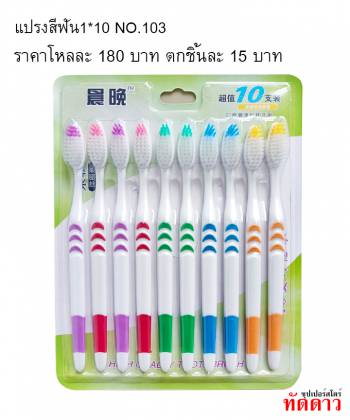 แปรงสีฟัน1*10 NO.103
ราคาโหลละ 180 บาท ตกชิ้นละ 15 บาท
晨晚
超值10支装
ซุปเปอร์สโตร์
ทัดดาว